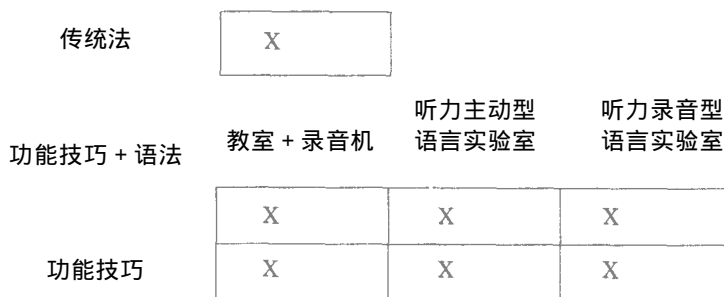 传统法
X
听力主动型 听力录音型
教室 + 录音机 语言实验室 语言实验室
功能技巧 + 语法
X X X
功能技巧 X X X